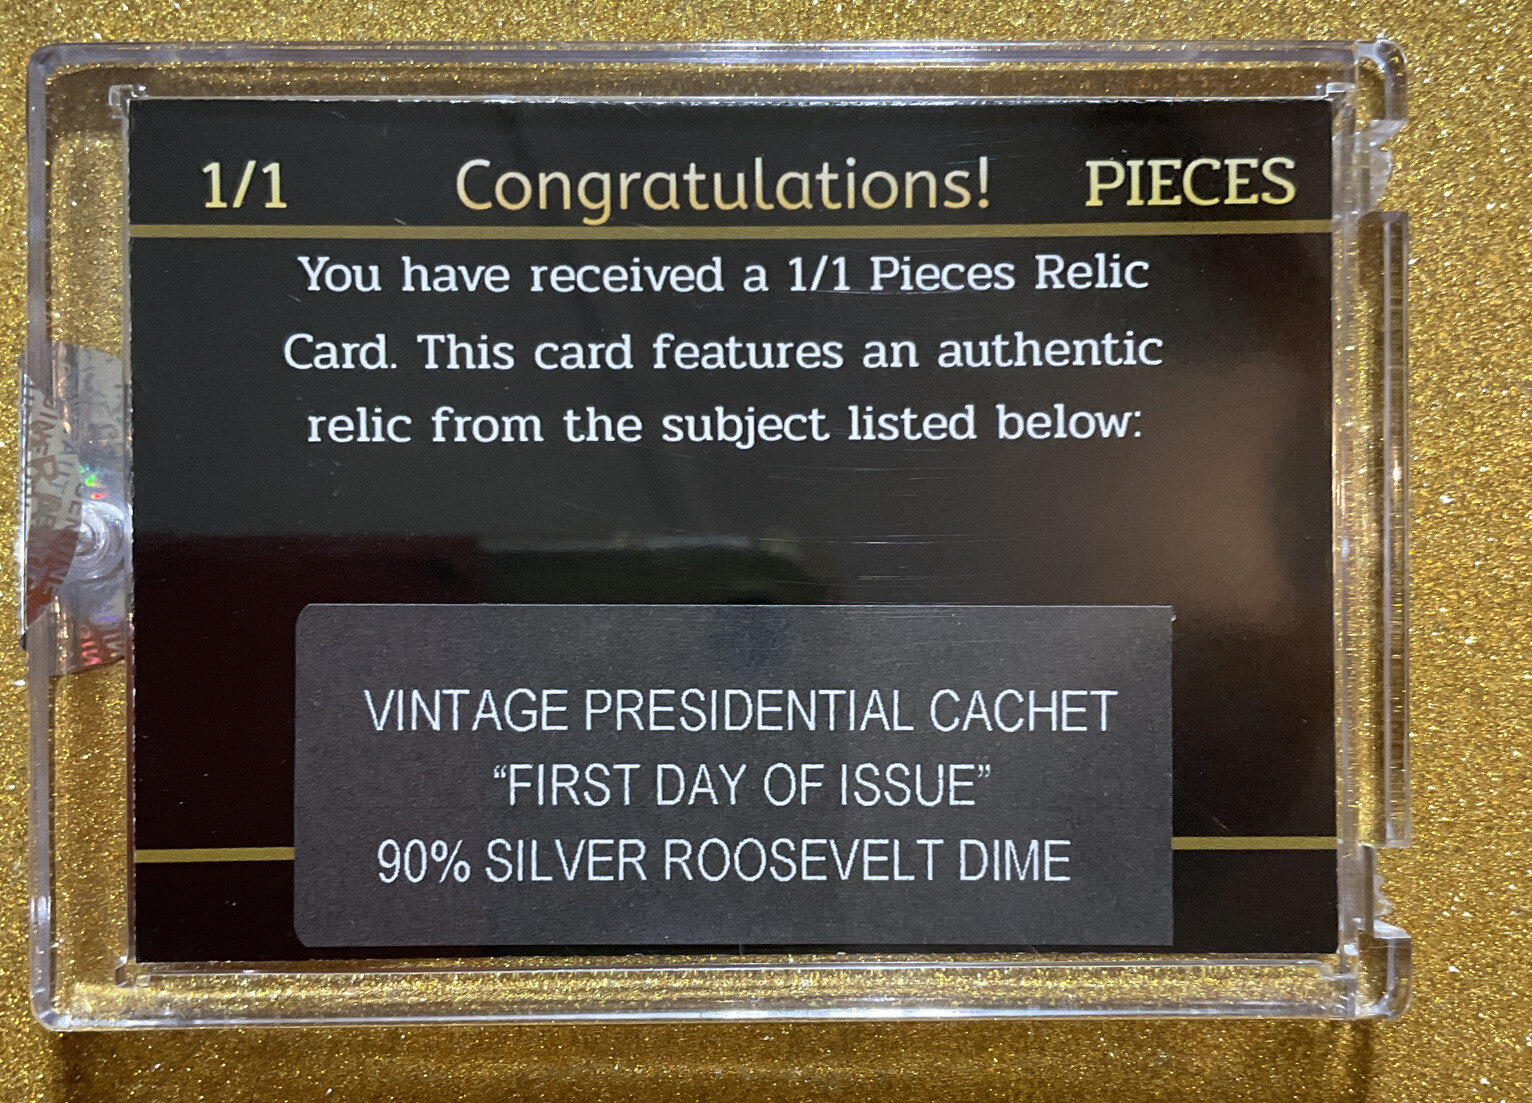 1/1 Congratulations! PIECES
You have received a 1/1 Pieces Relic
Card. This card features an authentic
relic from the subject listed below:
VINTAGE PRESIDENTIAL CACHET
“FIRST DAY OF ISSUE”
90% SILVER ROOSEVELT DIME